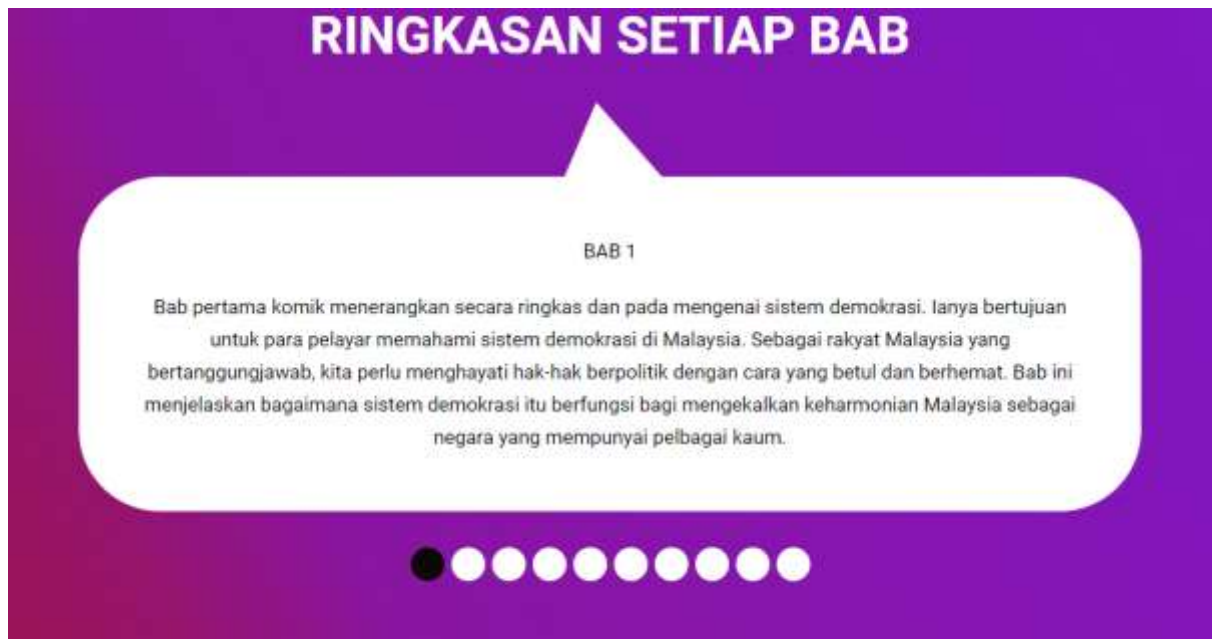 RINGKASAN SETIAP BAB
BAB 1
Bab pertama komik menerangkan secara ringkas dan pada mengenai sistem demokrasi. Ianya bertujuan
untuk para pelayar memahami sistem demokrasi di Malaysia. Sebagai rakyat Malaysia yang
bertanggungjawab, kita perlu menghayati hak-hak berpolitik dengan cara yang betul dan berhemat. Bab ini
menjelaskan bagaimana sistem demokrasi itu berfungsi bagi mengekalkan keharmonian Malaysia sebagai
negara yang mempunyai pelbagai kaum.